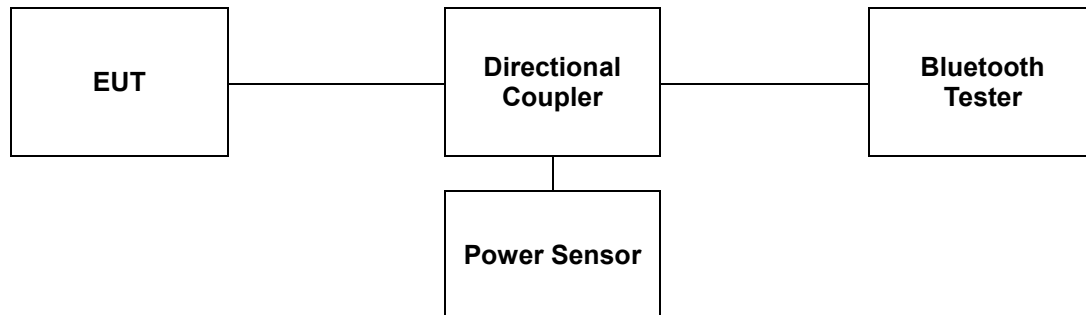 EUT
Directional
Coupler
Bluetooth
Tester
Power Sensor